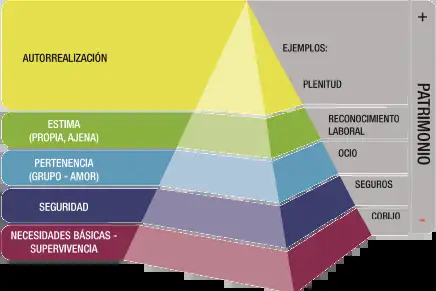 AUTORREALIZACIÓN
EJEMPLOS:
PLENITUD
ESTIMA
(PROPIA, AJENA)
RECONOCIMIENTO
LABORAL
PERTENENCIA
(GRUPO - AMOR)
OCIO
SEGURIDAD
SEGUROS
NECESIDADES BÁSICAS -
SUPERVIVENCIA
COBIJO
+
PATRIMONIO
-